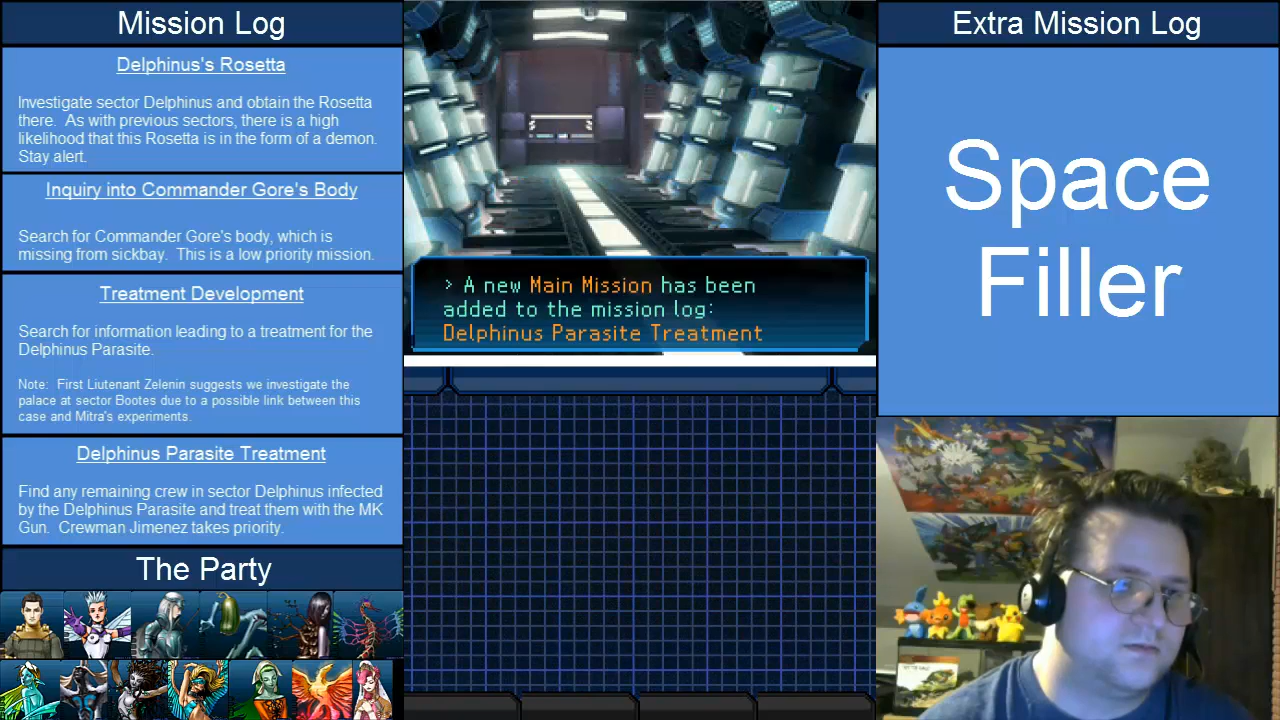 Mission Log
Delphinus's Rosetta
Investigate sector Delphinus and obtain the Rosetta
there. As with previous sectors, there is a high
likelihood that this Rosetta is in the form of a demon.
Stay alert.
Inquiry into Commander Gore's Body
Search for Commander Gore's body, which is
missing from sickbay. This is a low priority mission.
Treatment Development
Search for information leading to a treatment for the
Delphinus Parasite.
Note: First Liutenant Zelenin suggests we investigate the
palace at sector Bootes due to a possible link between this
case and Mitra's experiments.
Delphinus Parasite Treatment
Find any remaining crew in sector Delphinus infected
by the Delphinus Parasite and treat them with the MK
Gun. Crewman Jimenez takes priority.
The Party
> A new Main Mission has been
added to the mission log:
Delphinus Parasite Treatment
Extra Mission Log
Space
Filler